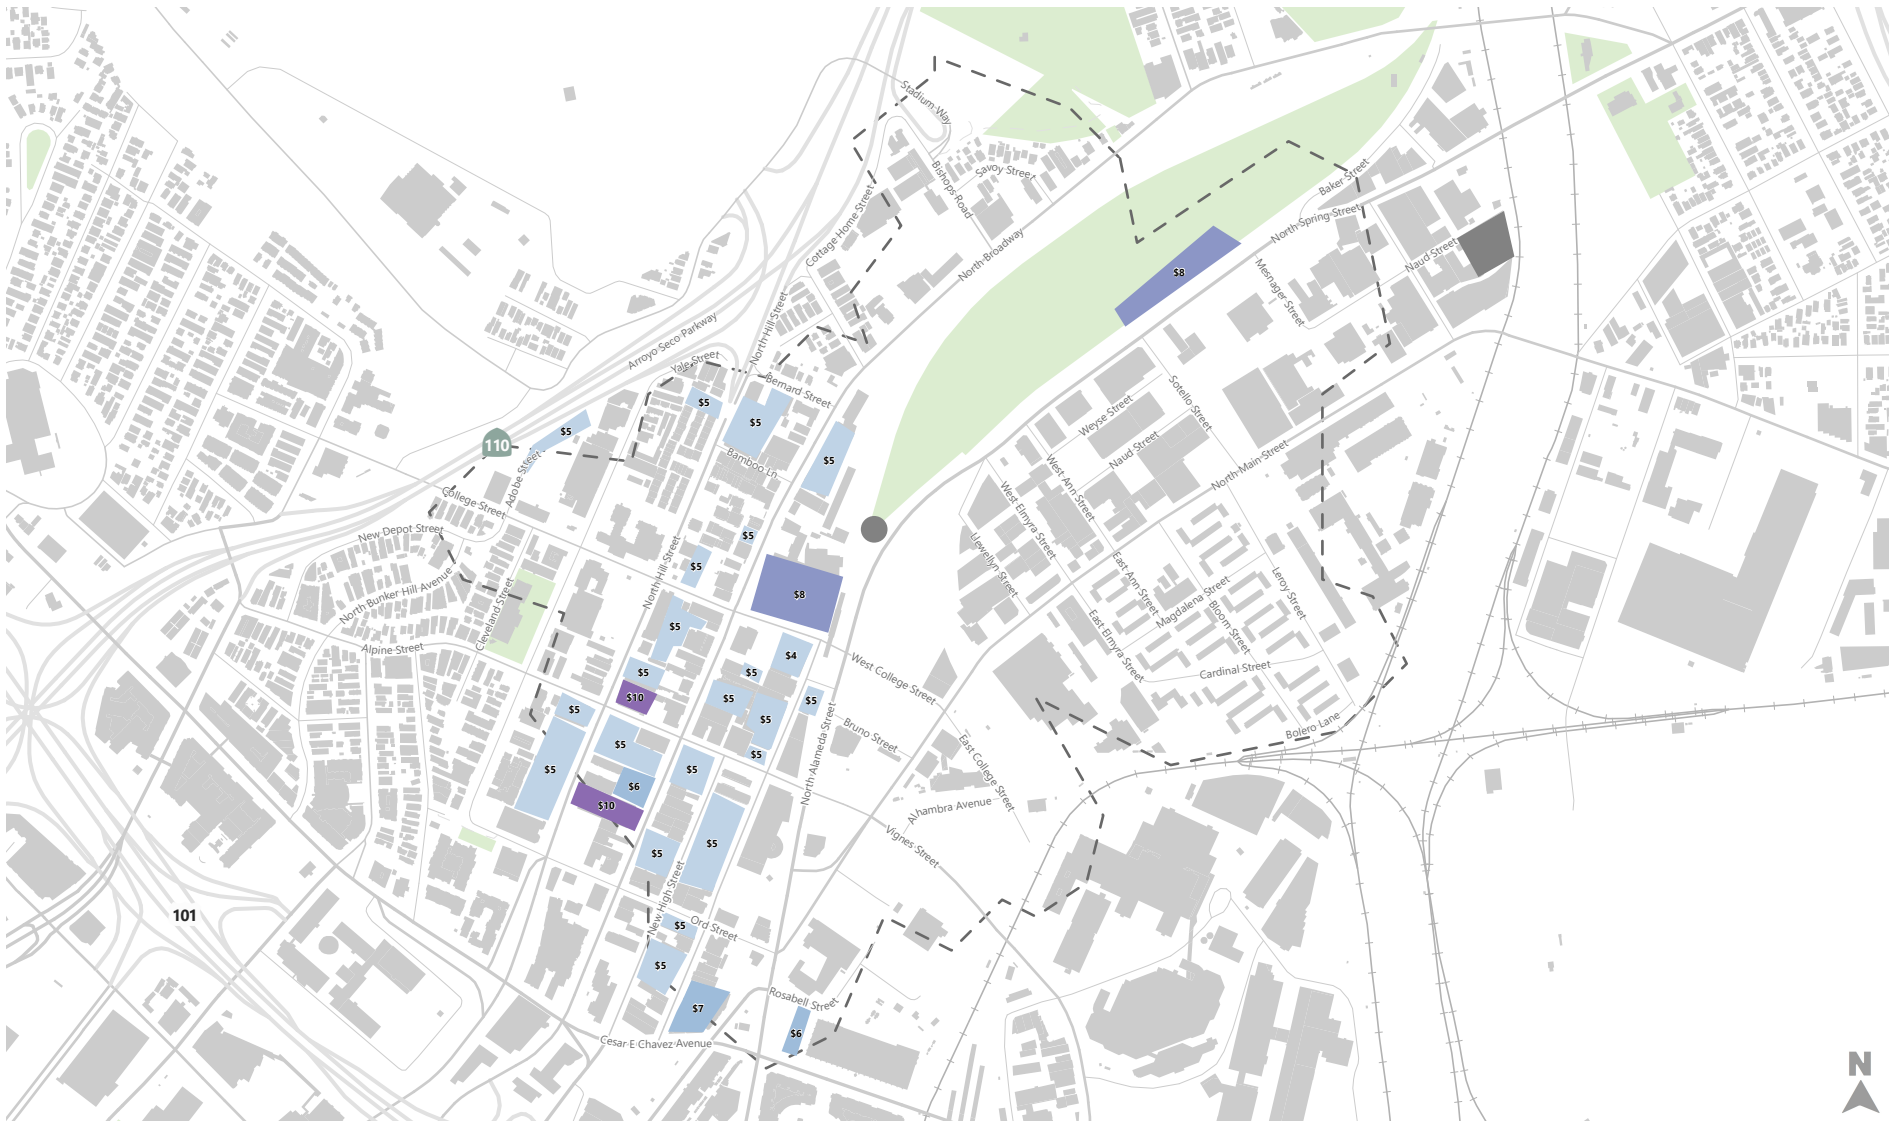 Stadium Way
Savoy Street
Bishops Road
Baker Street
Cottage Home Street
North Spring Street
North Broadway
Naud Street
$8
Mesnager Street
North Hill Street
Arroyo Seco Parkway
Yale Street
Bernard Street
$5
$5
Sotello Street
Weyse Street
$5
110
Bamboo Ln
$5
Naud Street
North Main Street
Adobe Street
West Ann Street
College Street
West Elmyra Street
New Depot Street
$5
North Hill Street
$5
Llewellyn Street
East Ann Street
North Bunker Hill Avenue
$8
Magdalena Street
Leroy Street
Cleveland Street
$5
Bloom Street
East Elmyra Street
Alpine Street
$4
$5
$5
West College Street
Cardinal Street
$10
$5
$5
$5
$5
Bruno Street
North Alameda Street
Bolero Lane
$5
$5
East College Street
$5
$5
$6
$10
Alhambra Avenue
$5
Vignes Street
$5
New High Street
101
$5
Ord Street
$5
Rosabell Street
$7
$6
Cesar E Chavez Avenue
N